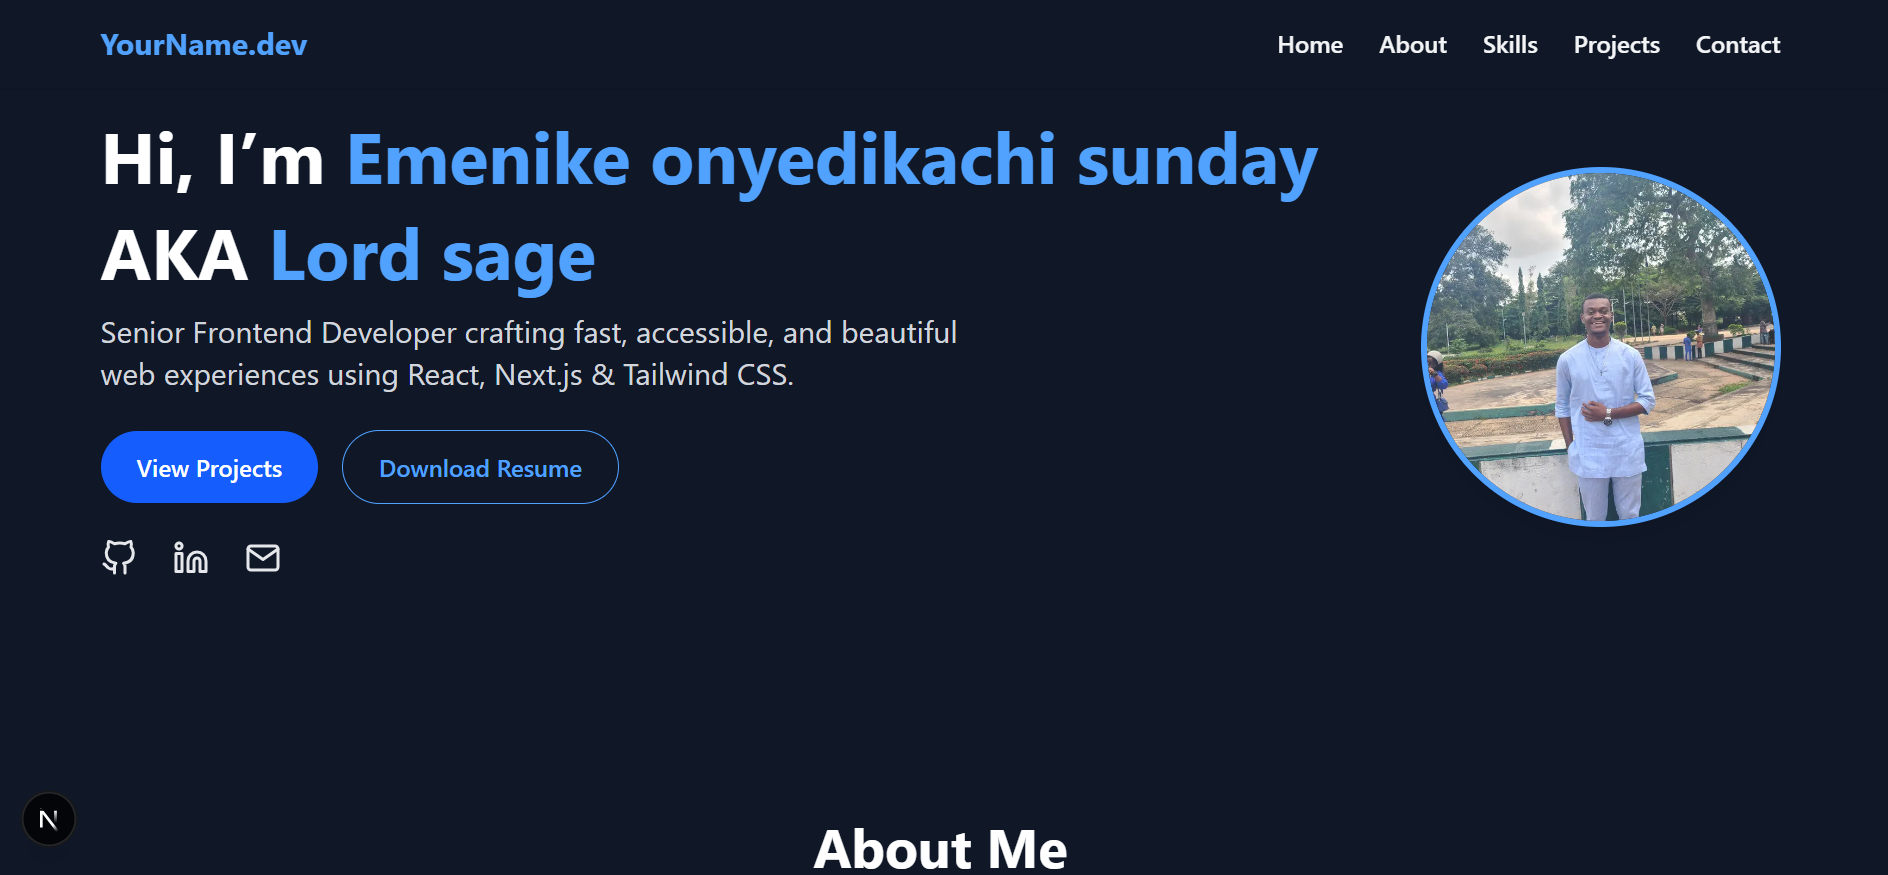 YourName.dev
Home About Skills Projects Contact
Hi, I’m Emenike onyedikachi sunday
AKA Lord sage
Senior Frontend Developer crafting fast, accessible, and beautiful
web experiences using React, Next.js & Tailwind CSS.
View Projects
Download Resume
in
N
About Me